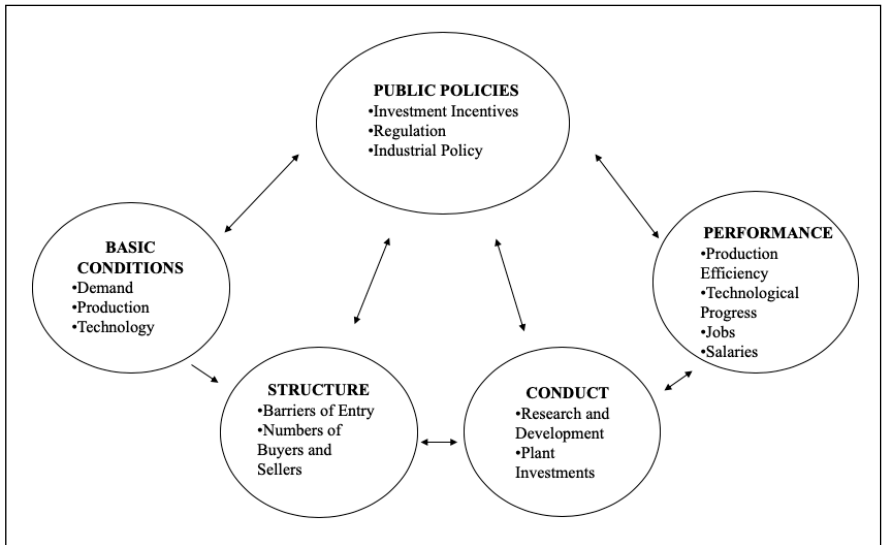 PUBLIC POLICIES
•Investment Incentives
•Regulation
•Industrial Policy
BASIC
CONDITIONS
•Demand
•Production
•Technology
PERFORMANCE
•Production
Efficiency
•Technological
Progress
•Jobs
•Salaries
STRUCTURE
•Barriers of Entry
•Numbers of
Buyers and
Sellers
CONDUCT
•Research and
Development
•Plant
Investments